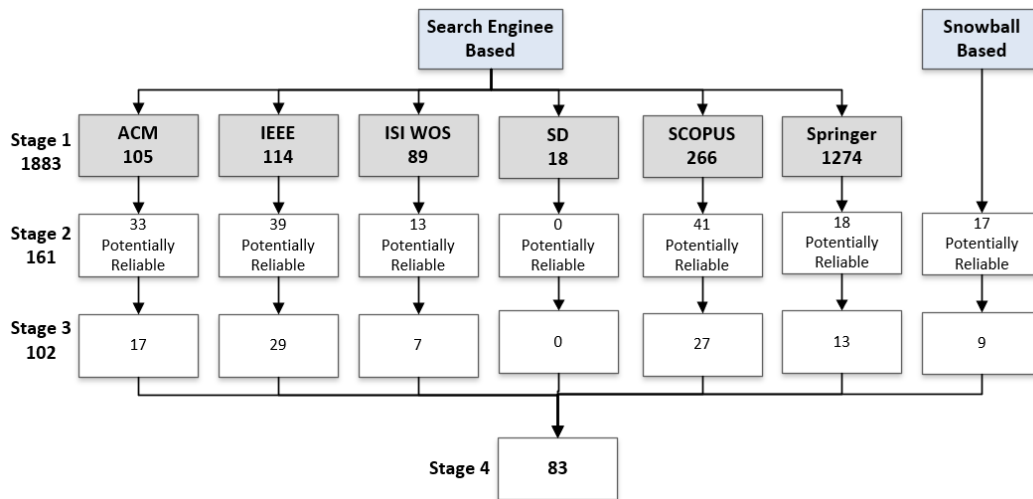 Search Enginee
Based
Snowball
Based
Stage 1
1883
ACM
105
IEEE
114
ISI WOS
89
SD
18
SCOPUS
266
Springer
1274
Stage 2
161
33
Potentially
Reliable
39
Potentially
Reliable
13
Potentially
Reliable
0
Potentially
Reliable
41
Potentially
Reliable
18
Potentially
Reliable
17
Potentially
Reliable
Stage 3
102
17
29
7
0
27
13
9
Stage 4
83